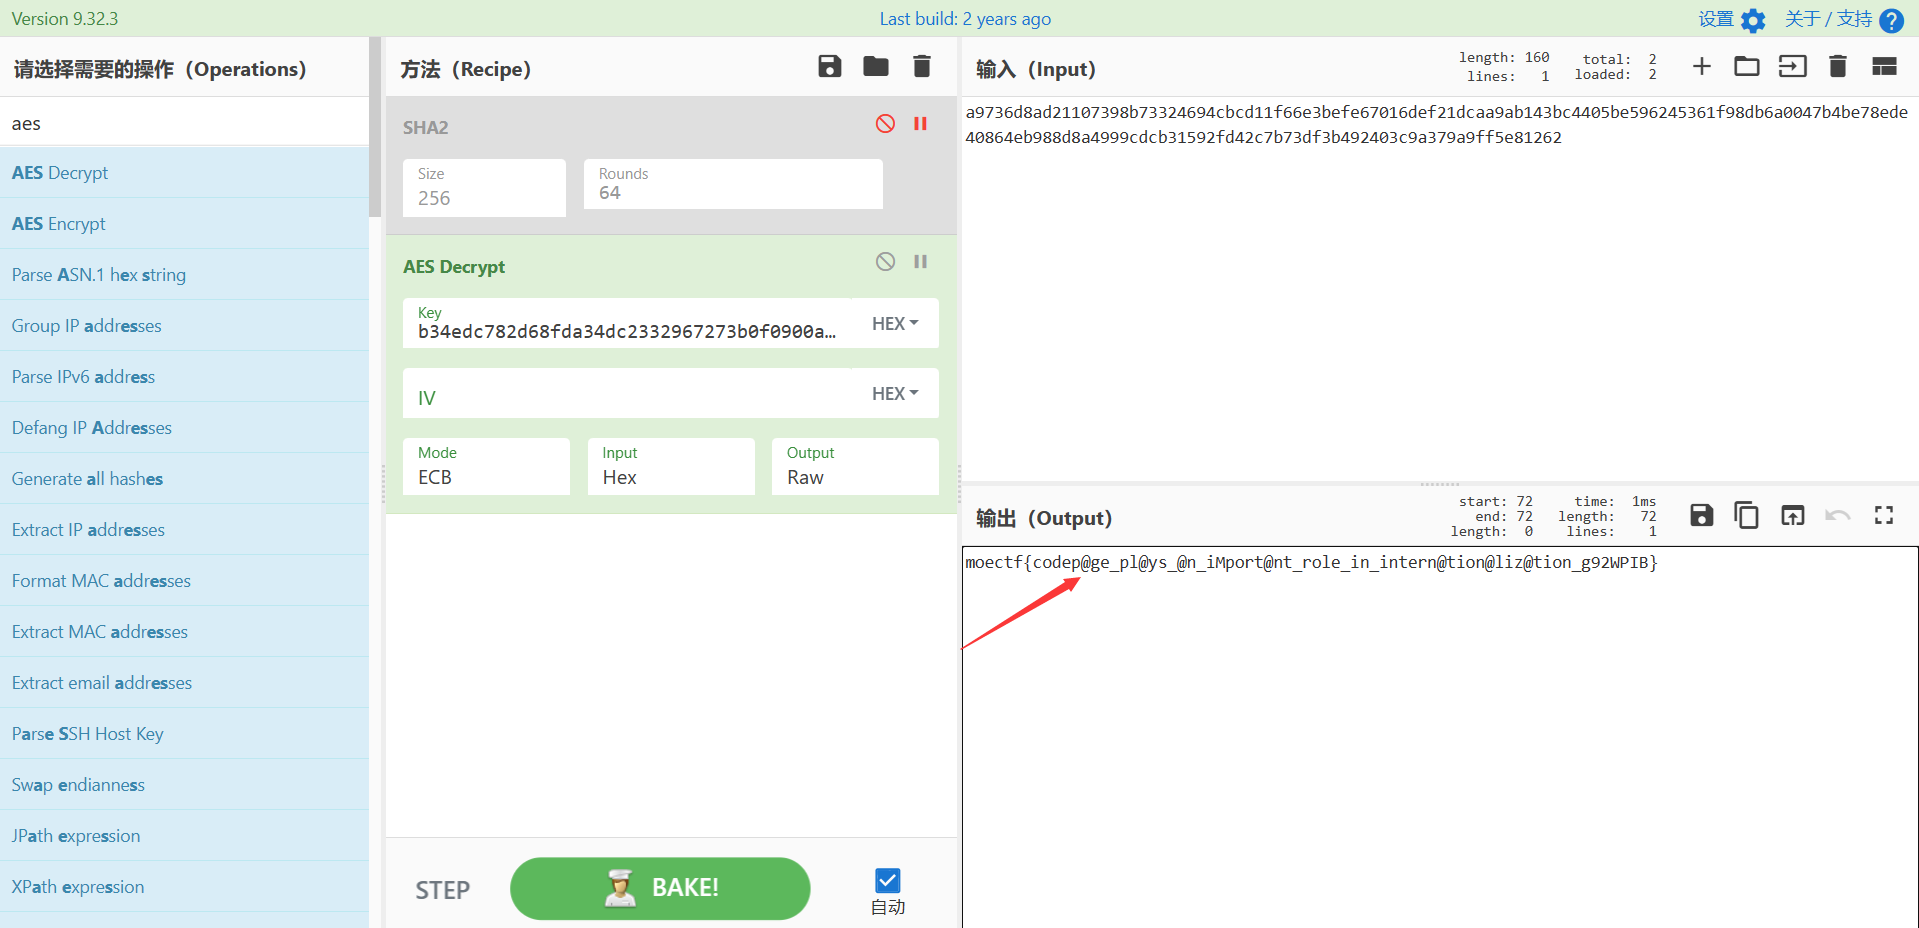 Version 9.32.3
Last build: 2 years ago
设置
关于 / 支持
请选择需要的操作（Operations）
aes
AES Decrypt
AES Encrypt
Parse ASN.1 hex string
Group IP addresses
Parse IPv6 address
Defang IP Addresses
Generate all hashes
Extract IP addresses
Format MAC addresses
Extract MAC addresses
Extract email addresses
Parse SSH Host Key
Swap endianness
JPath expression
XPath expression
方法（Recipe）
SHA2
Size
256
Rounds
64
AES Decrypt
Key
b34edc782d68fda34dc2332967273b0f0900a…
HEX
IV
HEX
Mode
ECB
Input
Hex
Output
Raw
STEP
BAKE!
自动
输入（Input）
length: 160
lines: 1
total: 2
loaded: 2
a9736d8ad21107398b73324694cbcd11f66e3befe67016def21dcaa9ab143bc4405be596245361f98db6a0047b4be78ede
40864eb988d8a4999cdcb31592fd42c7b73df3b492403c9a379a9ff5e81262
输出（Output）
start: 72
end: 72
length: 0
time: 1ms
length: 72
lines: 1
moectf{codep@ge_pl@ys_@n_iMport@nt_role_in_intern@tion@liz@tion_g92WPIB}